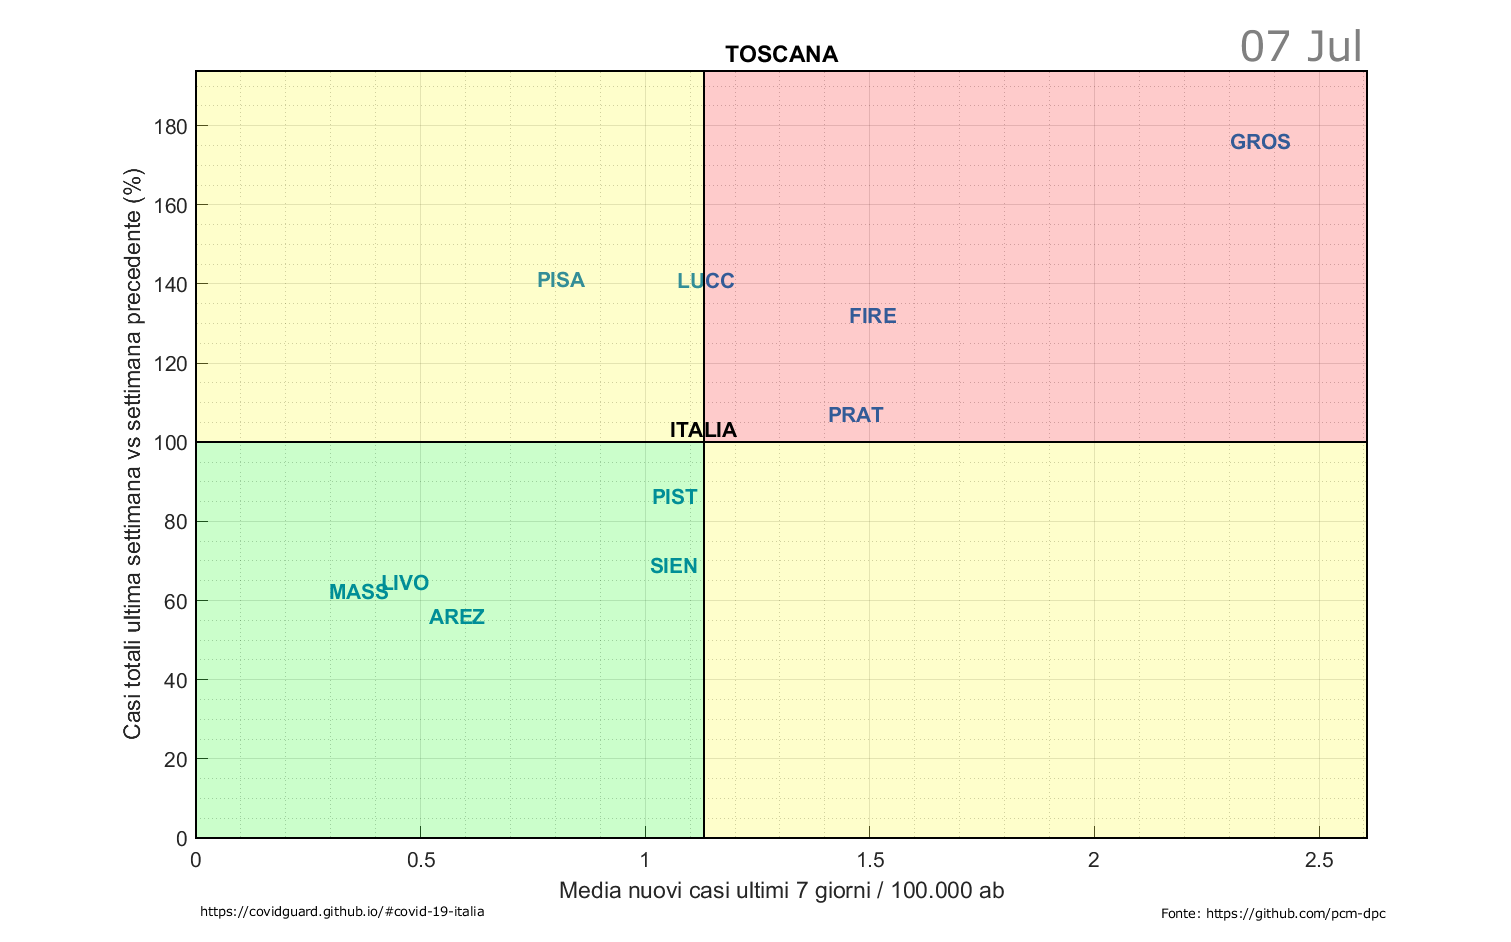 07 Jul
TOSCANA
180
GROS
160
140
PISA
LUCC
FIRE
120
PRAT
ITALIA
100
PIST
80
SIEN
LIVO
MASS
60
AREZ
40
20
0
Casi totali ultima settimana vs settimana precedente (%)
0 0.5 1 1.5 2 2.5
Media nuovi casi ultimi 7 giorni / 100.000 ab
https://covidguard.github.io/#covid-19-italia
Fonte: https://github.com/pcm-dpc